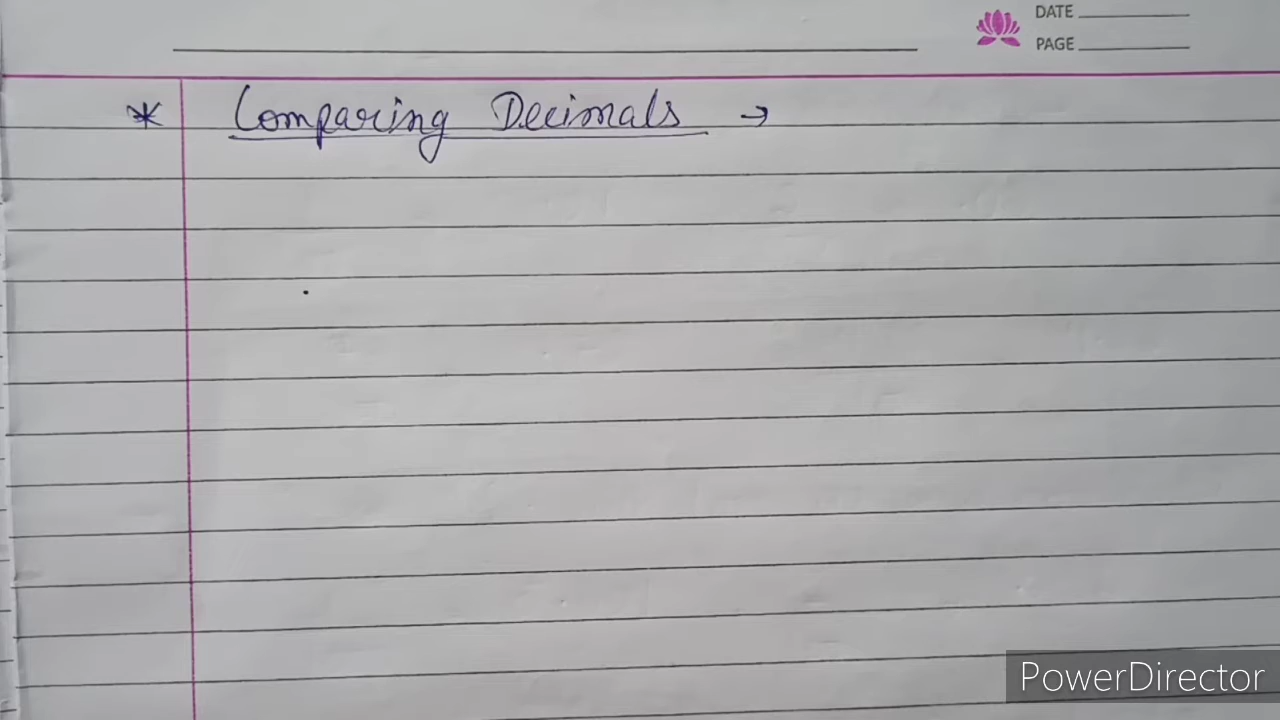 DATE
PAGE
* Comparing Decimals →
PowerDirector